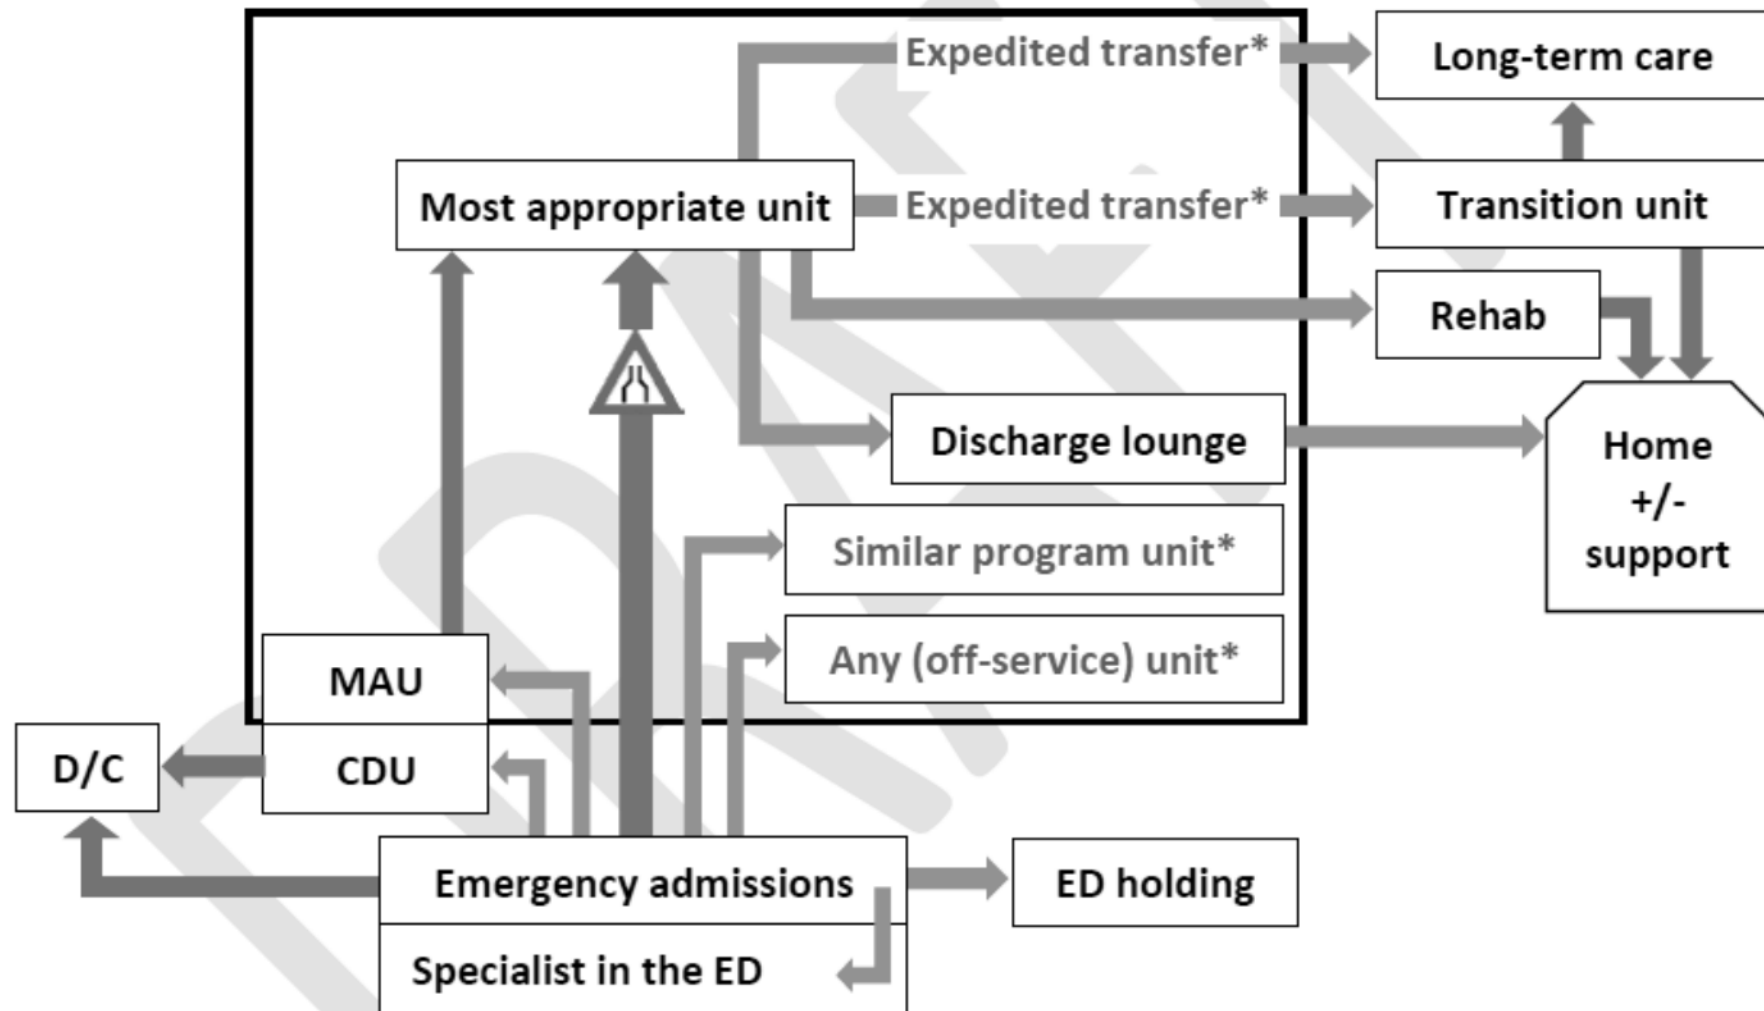 Expedited transfer*
Long-term care
Most appropriate unit
Expedited transfer*
Transition unit
Rehab
Discharge lounge
Home
+/-
support
Similar program unit*
Any (off-service) unit*
MAU
D/C
CDU
Emergency admissions
ED holding
Specialist in the ED